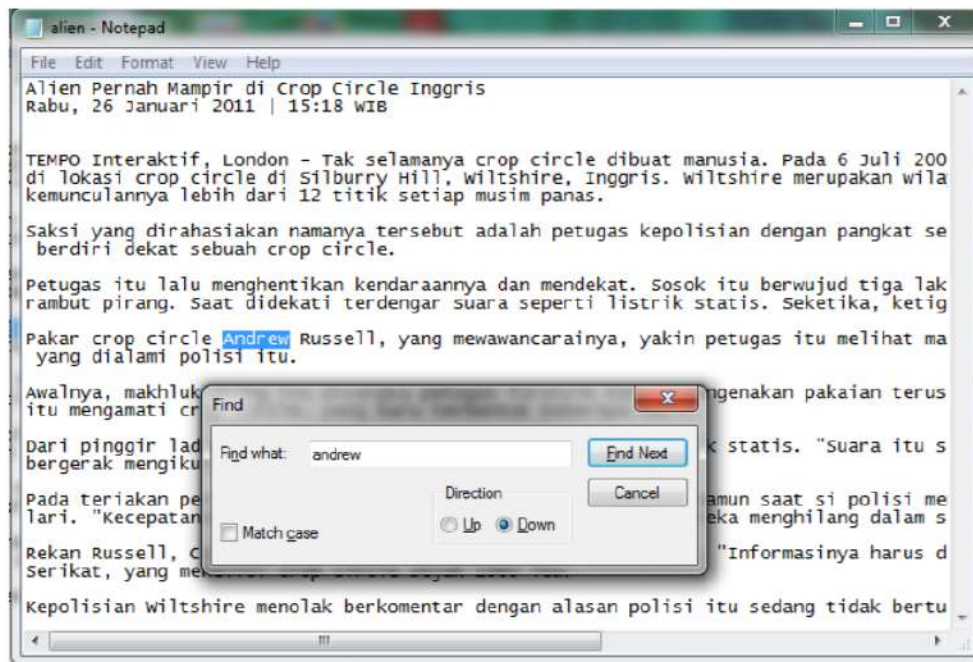 alien - Notepad
File Edit Format View Help
Alien Pernah Mampir di Crop Circle Inggris
Rabu, 26 Januari 2011 | 15:18 WIB
TEMPO Interaktif, London - Tak selamanya crop circle dibuat manusia. Pada 6 Juli 200
di lokasi crop circle di Silburry Hill, Wiltshire, Inggris. Wiltshire merupakan wila
kemunculannya lebih dari 12 titik setiap musim panas.
Saksi yang dirahasiakan namanya tersebut adalah petugas kepolisian dengan pangkat se
berdiri dekat sebuah crop circle.
Petugas itu lalu menghentikan kendaraannya dan mendekat. Sosok itu berwujud tiga lak
rambut pirang. Saat didekati terdengar suara seperti listrik statis. Seketika, ketig
Pakar crop circle Andrew Russell, yang mewawancarainya, yakin petugas itu melihat ma
yang dialami polisi itu.
Awalnya, makhluk ngenakan pakaian terus
itu mengamati cr
Dari pinggir lad k statis. "Suara itu s
bergerak mengiku
Pada teriakan pe amun saat si polisi me
lari. "Kecepatan eka menghilang dalam s
Rekan Russell, C "Informasinya harus d
Serikat, yang
Kepolisian Wiltshire menolak berkomentar dengan alasan polisi itu sedang tidak bertu
Find
Find what: andrew
Find Next
Direction
Cancel
Match case
Up Down